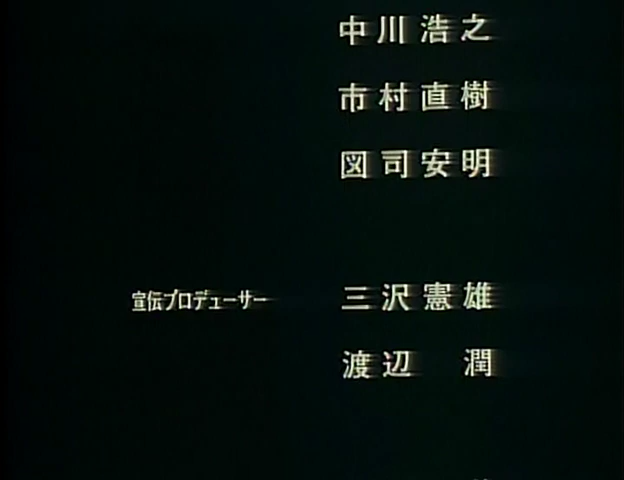 中川浩之
市村直樹
図司安明
宣伝プロデューサー 三沢憲雄
渡辺 潤